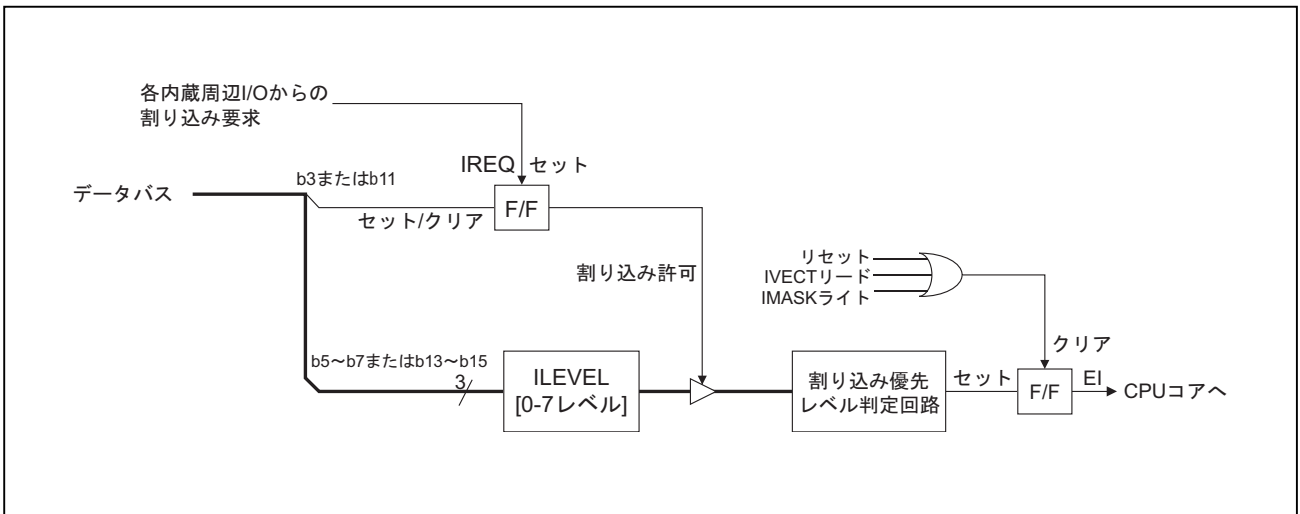 各内蔵周辺I/Oからの
割り込み要求
IREQ セット
b3またはb11
データバス
セット/クリア
F/F
割り込み許可
リセット
IVECTリード
IMASKライト
クリア
b5～b7またはb13～b15
3
ILEVEL
[0-7レベル]
割り込み優先
レベル判定回路
セット
F/F
EI
CPUコアへ